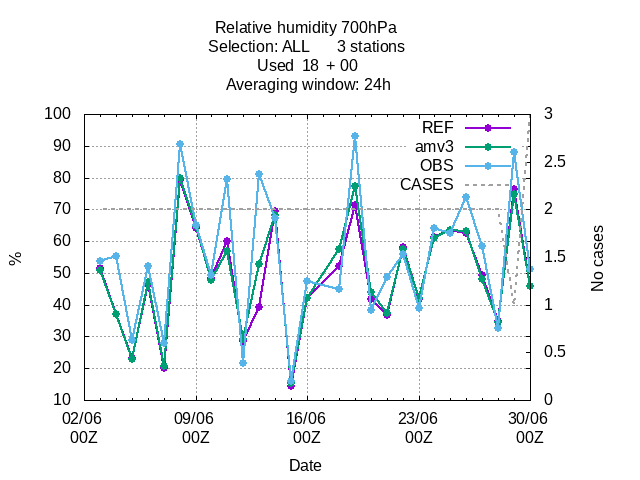 Relative humidity 700hPa
Selection: ALL 3 stations
Used 18 + 00
Averaging window: 24h
100
90
80
70
60
50
40
30
20
10
%
REF
amv3
OBS
CASES
3
2.5
2
1.5
1
0.5
0
No cases
02/06 09/06 16/06 23/06 30/06
00Z 00Z 00Z 00Z 00Z
Date